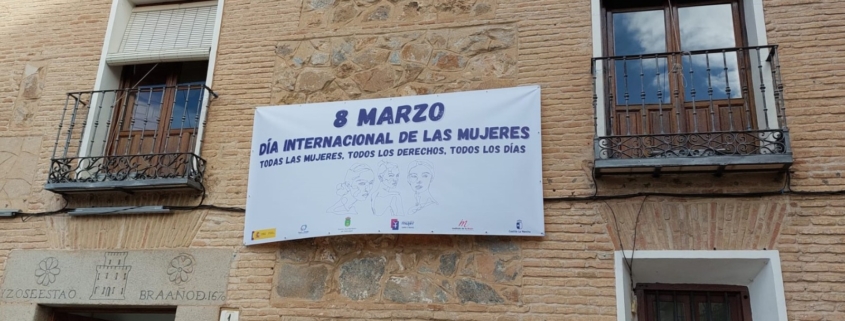 8 MARZO
DÍA INTERNACIONAL DE LAS MUJERES
TODAS LAS MUJERES, TODOS LOS DERECHOS, TODOS LOS DÍAS